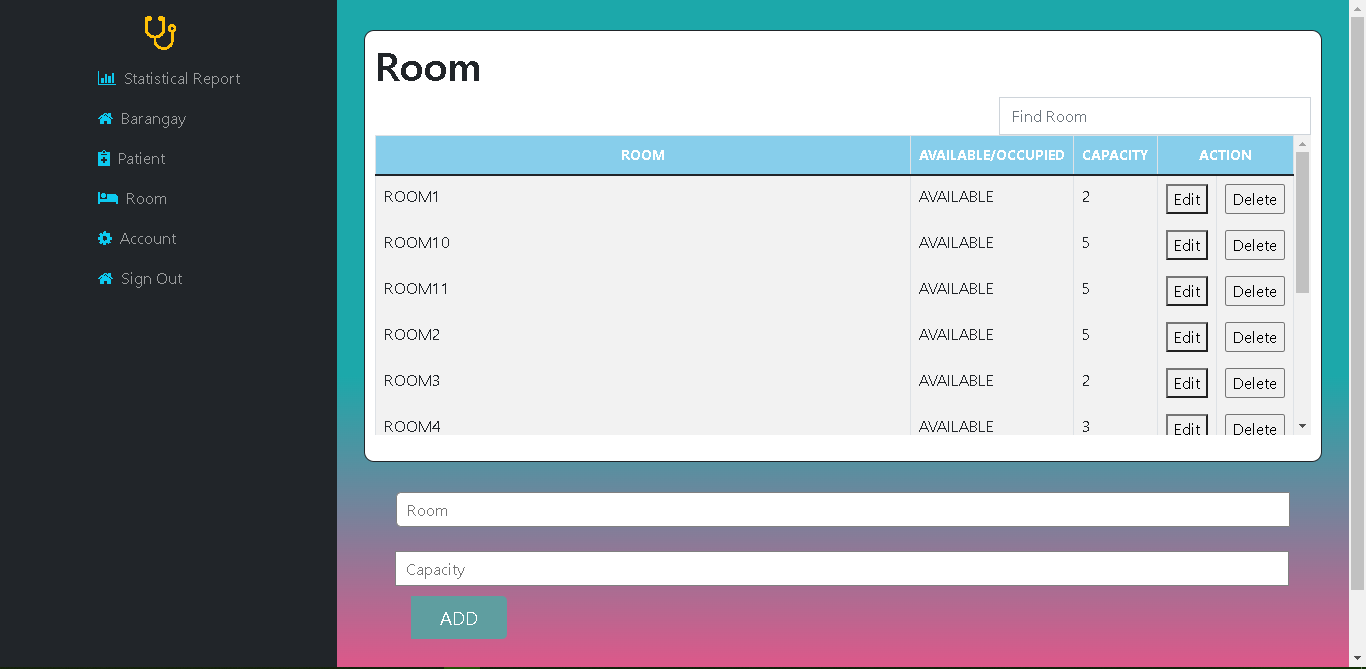 Statistical Report
Barangay
Patient
Room
Account
Sign Out
Room
Find Room
ROOM AVAILABLE/OCCUPIED CAPACITY ACTION
ROOM1 AVAILABLE 2 Edit Delete
ROOM10 AVAILABLE 5 Edit Delete
ROOM11 AVAILABLE 5 Edit Delete
ROOM2 AVAILABLE 5 Edit Delete
ROOM3 AVAILABLE 2 Edit Delete
ROOM4 AVAILABLE 3 Edit Delete
Room
Capacity
ADD